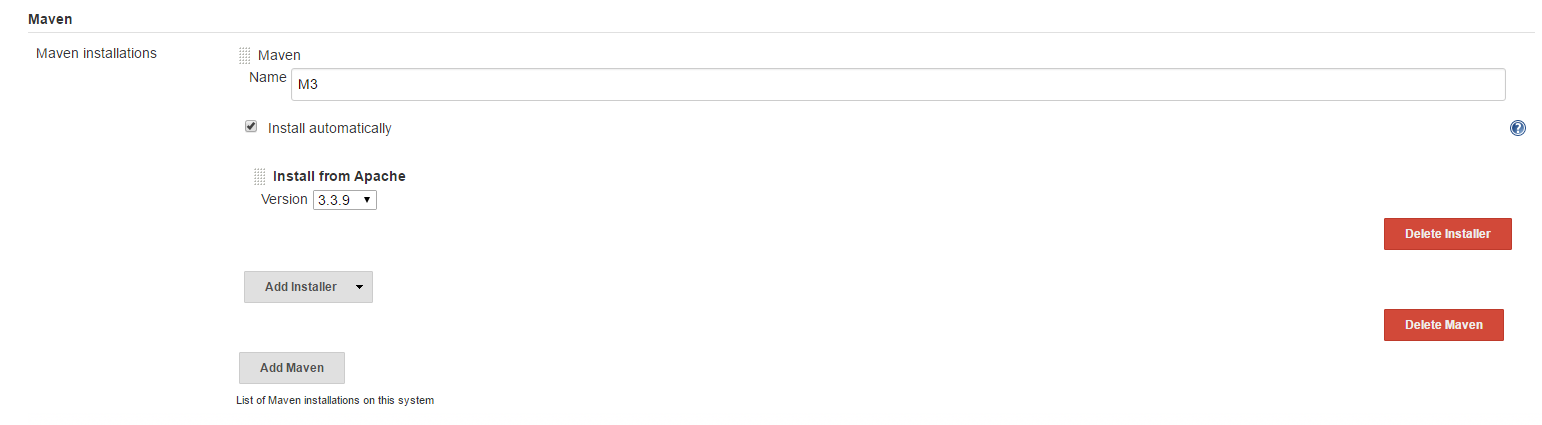 Maven
Maven installations
Maven
Name M3
Install automatically
Install from Apache
Version 3.3.9
Delete Installer
Add Installer
Delete Maven
Add Maven
List of Maven installations on this system